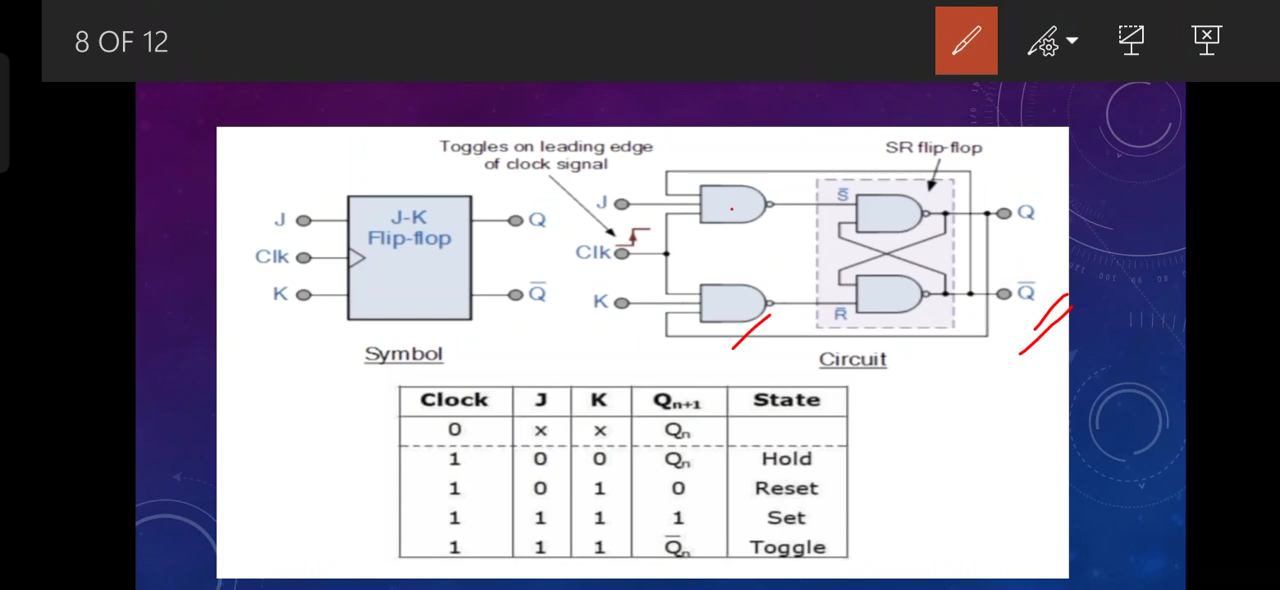 8 OF 12
Toggles on leading edge
of clock signal
SR flip-flop
J
J-K
Flip-flop
Q
Clk
K
Q̅
J
Clk
K
S̅
R̅
Q
Q̅
Symbol
Circuit
Clock J K Qn+1 State
0 x x Qn
1 0 0 Qn Hold
1 0 1 0 Reset
1 1 1 1 Set
1 1 1 Q̅n Toggle